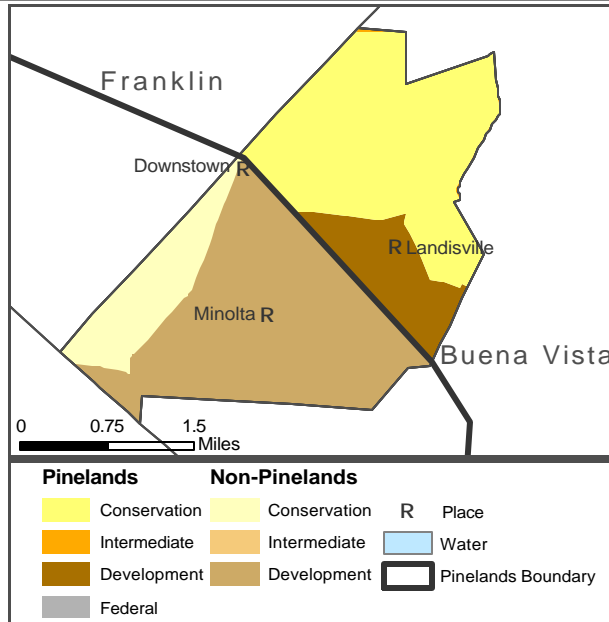 Franklin
Downstown R
R Landisville
Minolta R
Buena Vista
0 0.75 1.5
Miles
Pinelands Non-Pinelands
Conservation Conservation R Place
Intermediate Intermediate Water
Development Development Pinelands Boundary
Federal